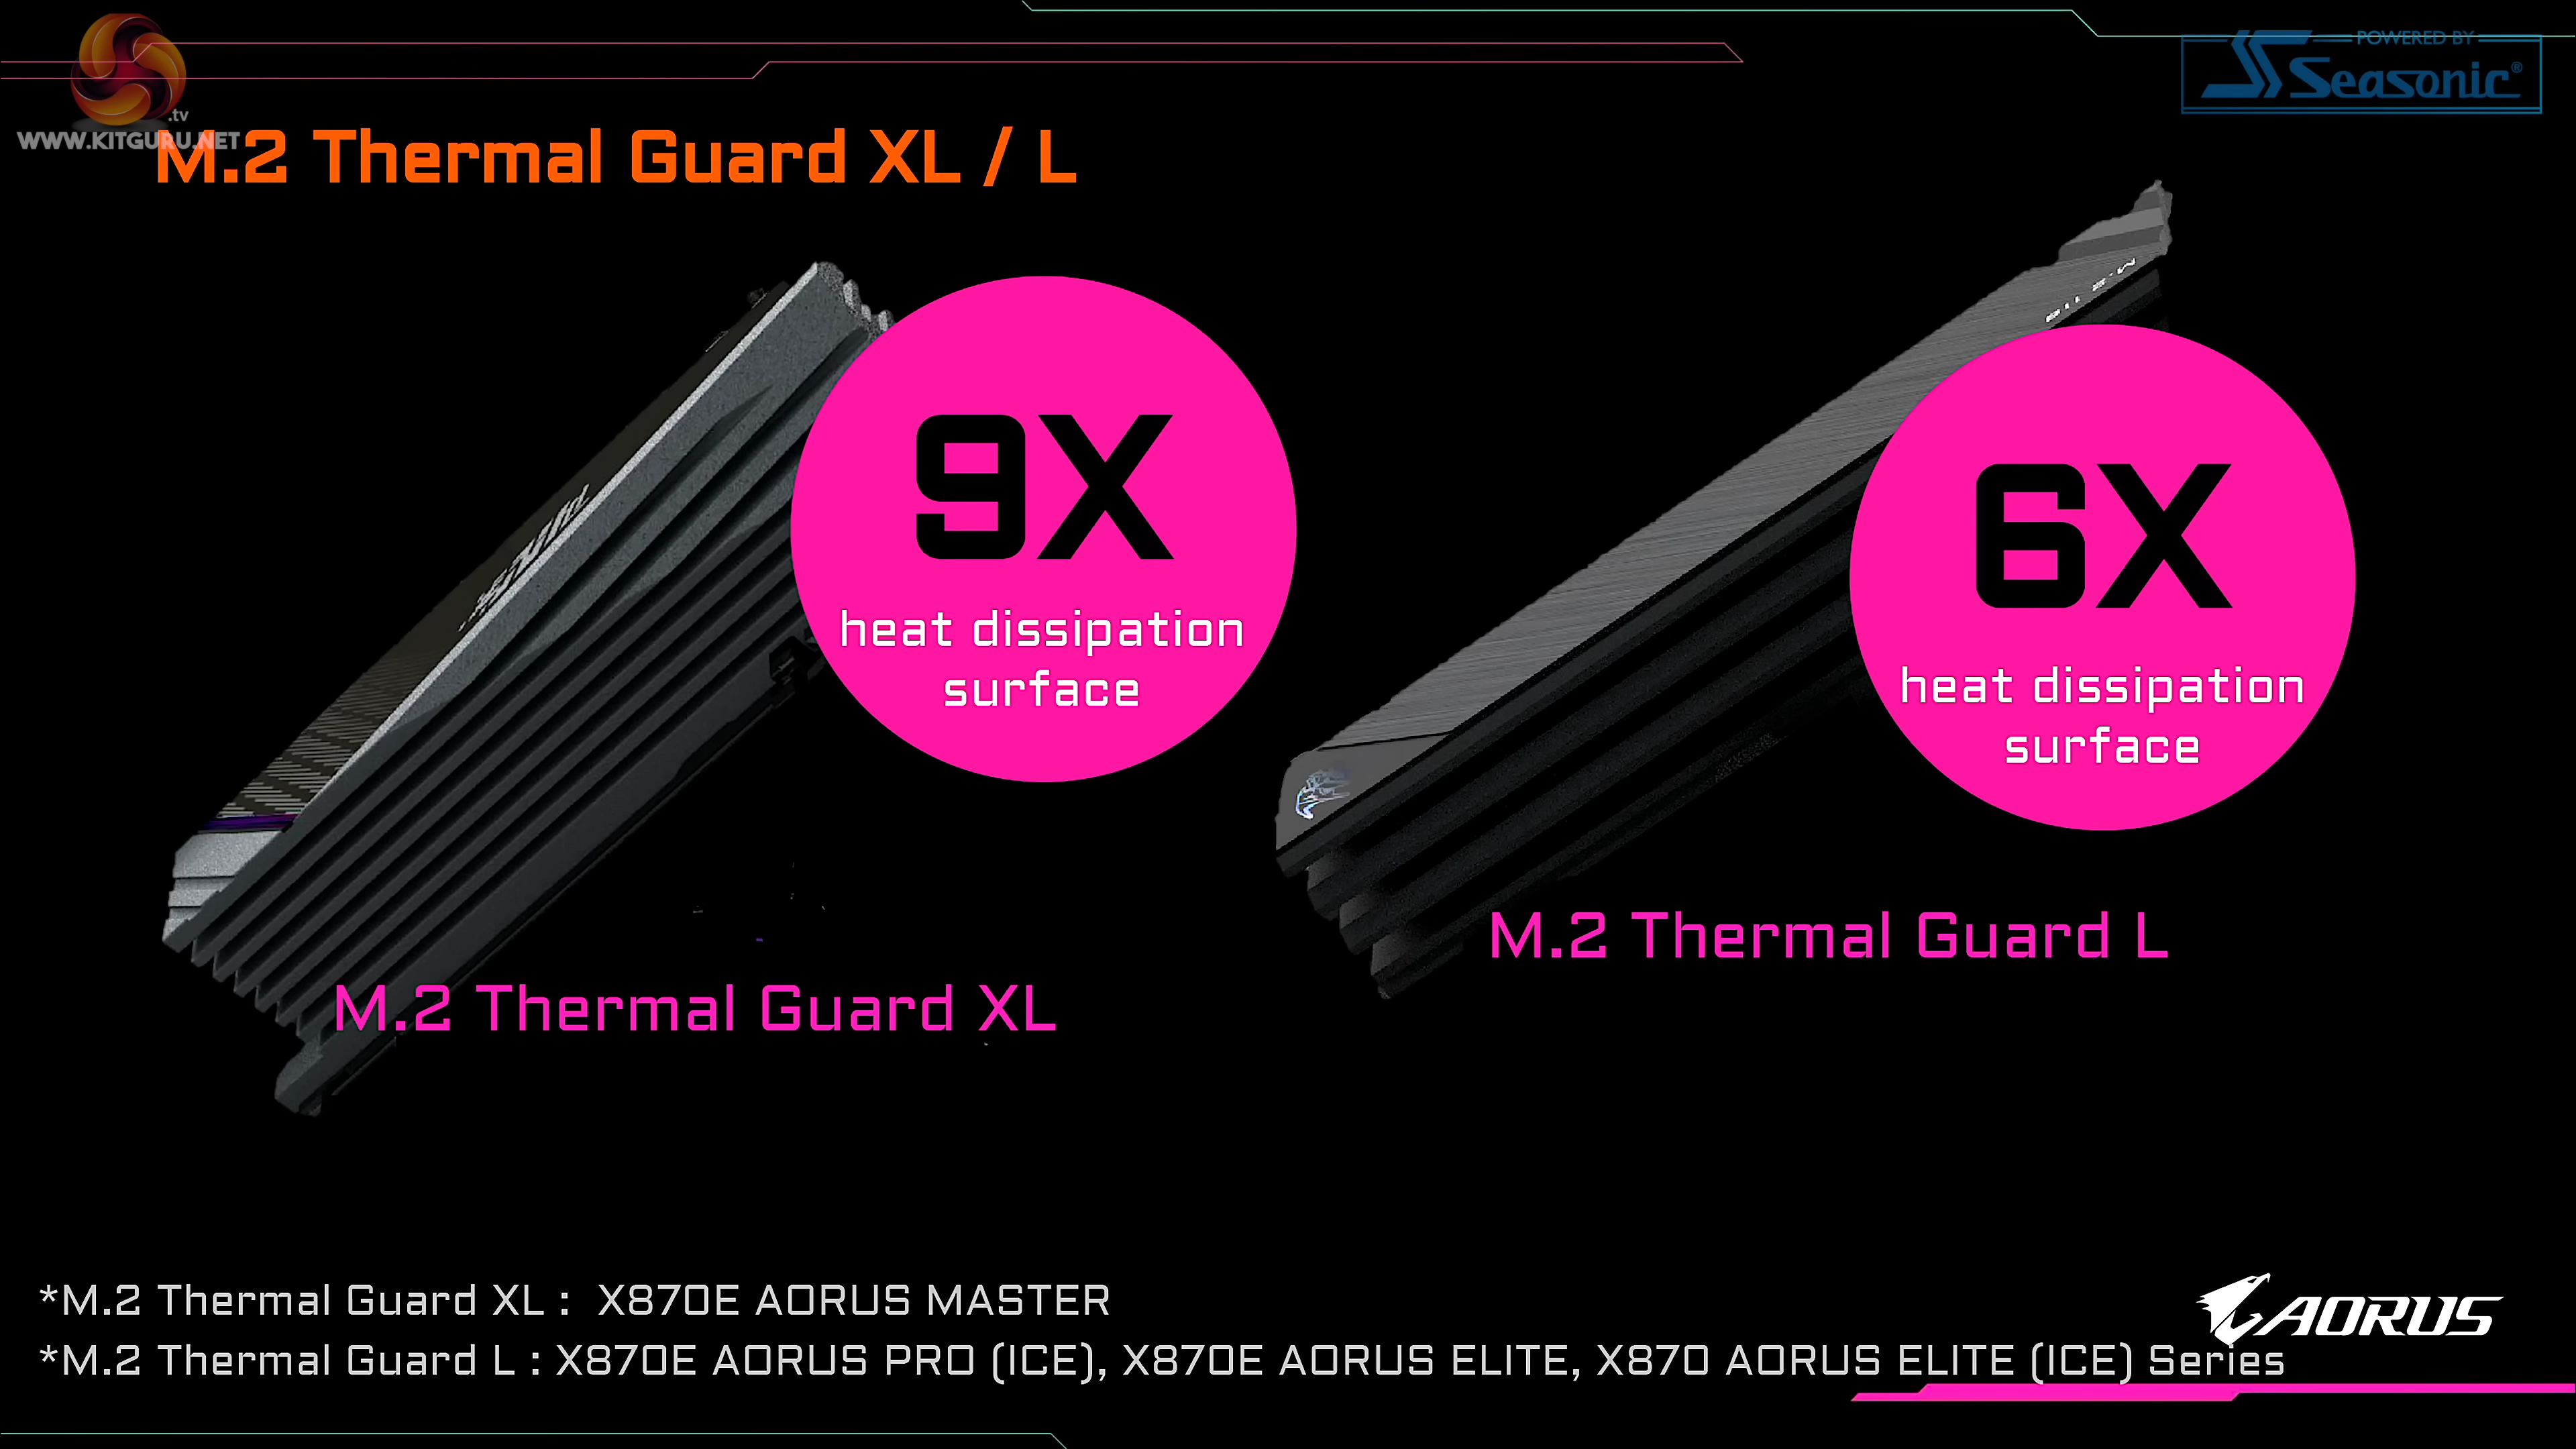 POWERED BY
Seasonic®
.tv
WWW.KITGURU.NET
M.2 Thermal Guard XL / L
9X
heat dissipation
surface
6X
heat dissipation
surface
M.2 Thermal Guard L
M.2 Thermal Guard XL
*M.2 Thermal Guard XL : X870E AORUS MASTER
AORUS
*M.2 Thermal Guard L : X870E AORUS PRO (ICE), X870E AORUS ELITE, X870 AORUS ELITE (ICE) Series